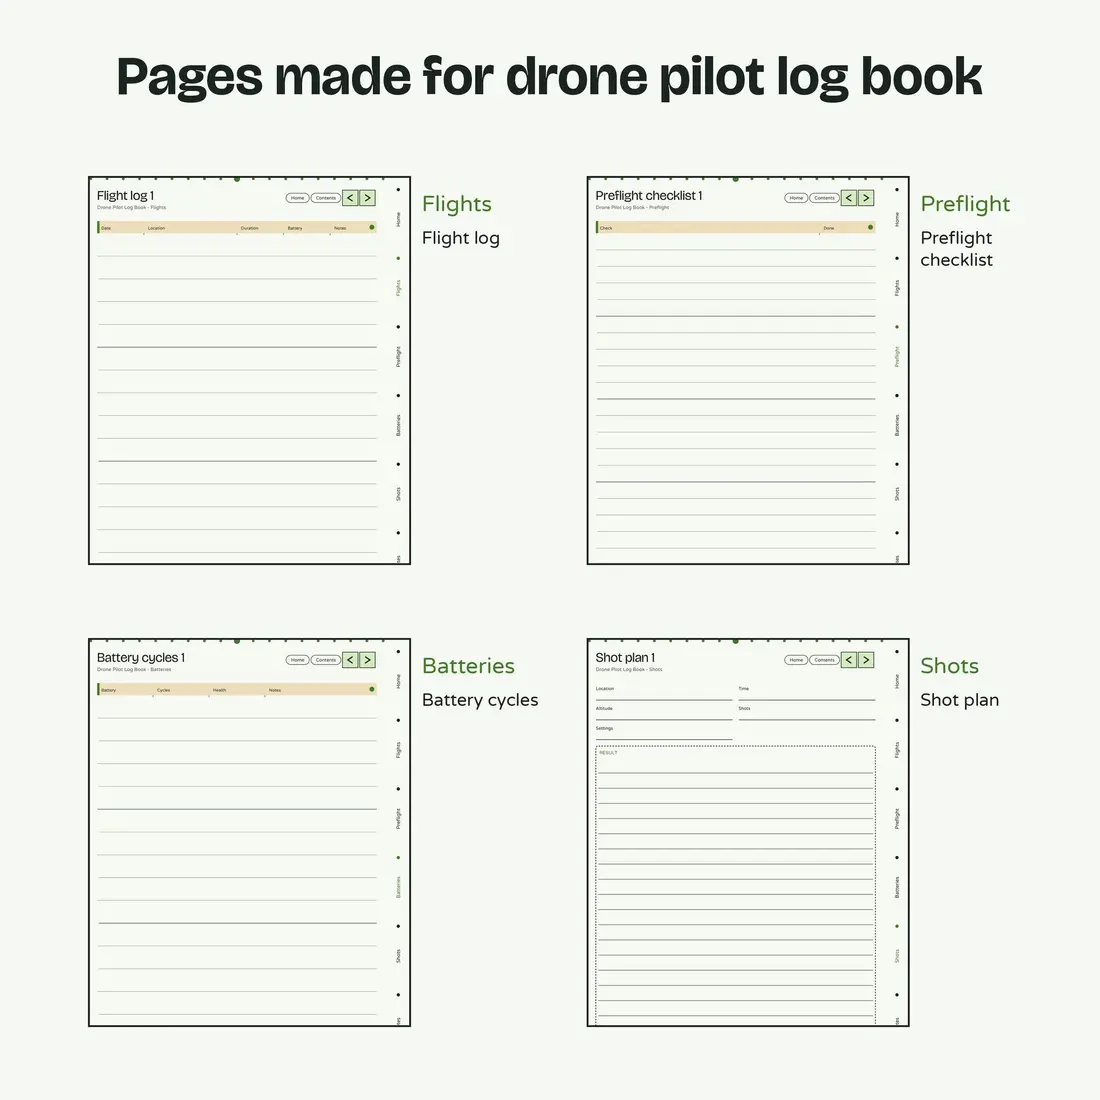 Pages made for drone pilot log book
Flight log 1
Drone Pilot Log Book - Flights
Home
Contents
<
>
Date
Location
Duration
Battery
Notes
Home
Flights
Preflight
Batteries
Shots
Flights
Flight log
Preflight checklist 1
Drone Pilot Log Book - Preflight
Home
Contents
<
>
Check
Done
Home
Flights
Preflight
Batteries
Shots
Preflight
Preflight
checklist
Battery cycles 1
Drone Pilot Log Book - Batteries
Home
Contents
<
>
Battery
Cycles
Health
Notes
Home
Flights
Preflight
Batteries
Shots
Batteries
Battery cycles
Shot plan 1
Drone Pilot Log Book - Shots
Home
Contents
<
>
Location
Time
Altitude
Shots
Settings
RESULT
Home
Flights
Preflight
Batteries
Shots
Shots
Shot plan